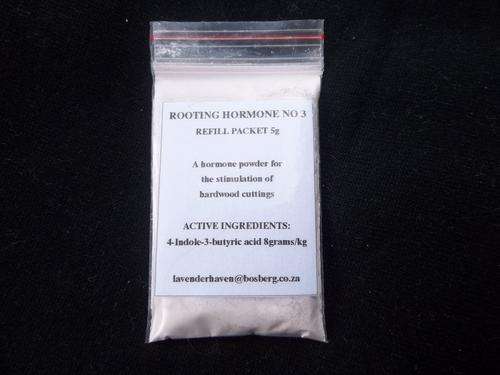 ROOTING HORMONE NO 3
REFILL PACKET 5g
A hormone powder for
the stimulation of
hardwood cuttings
ACTIVE INGREDIENTS:
4-Indole-3-butyric acid 8grams/kg
lavenderhaven@bosberg.co.za